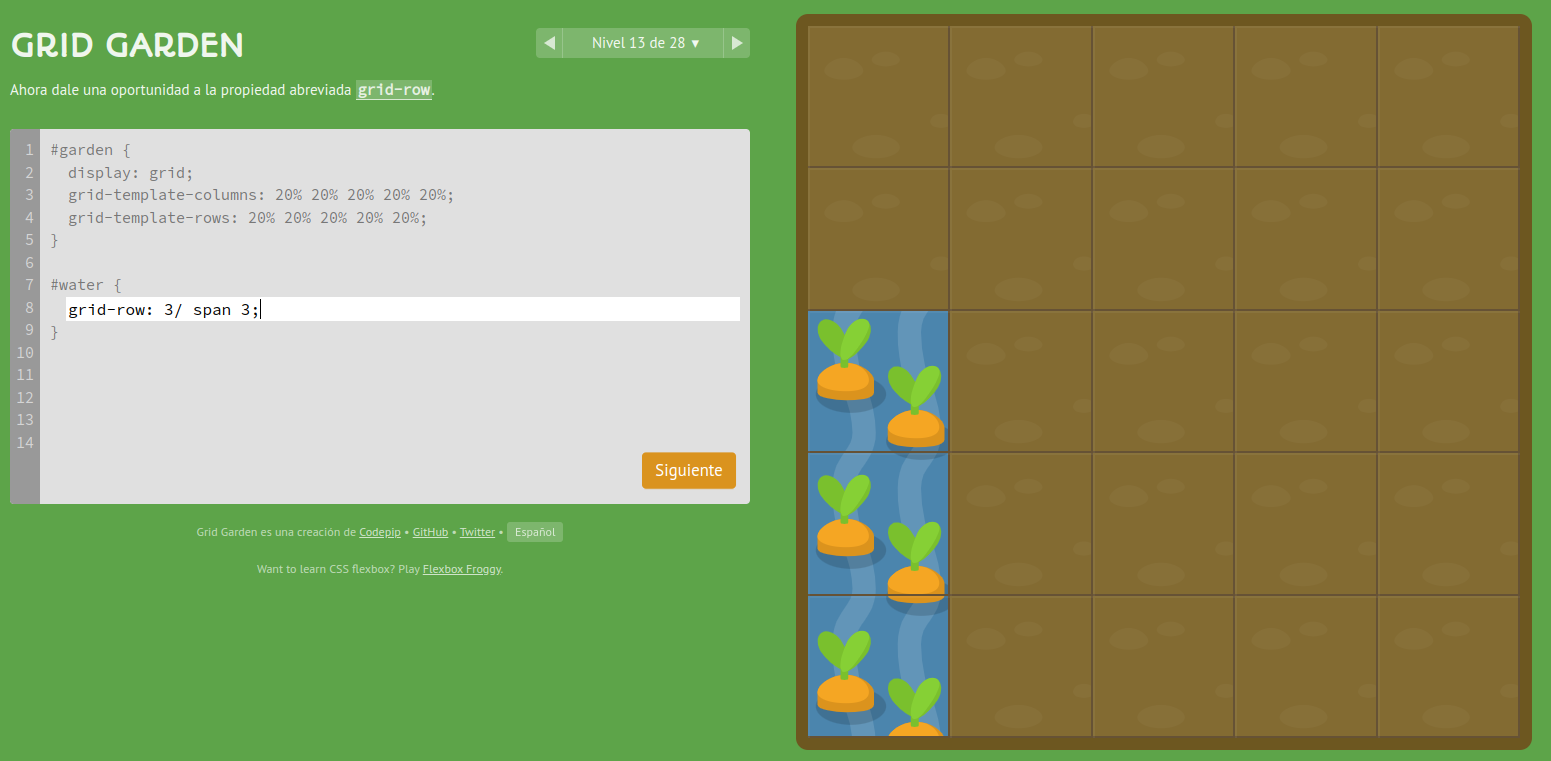 GRID GARDEN
◀ Nivel 13 de 28 ▾ ▶
Ahora dale una oportunidad a la propiedad abreviada grid-row.
1 #garden {
2 display: grid;
3 grid-template-columns: 20% 20% 20% 20% 20%;
4 grid-template-rows: 20% 20% 20% 20% 20%;
5 }
6
7 #water {
8 grid-row: 3/ span 3;
9 }
10
11
12
13
14
Siguiente
Grid Garden es una creación de Codepip • GitHub • Twitter • Español
Want to learn CSS flexbox? Play Flexbox Froggy.